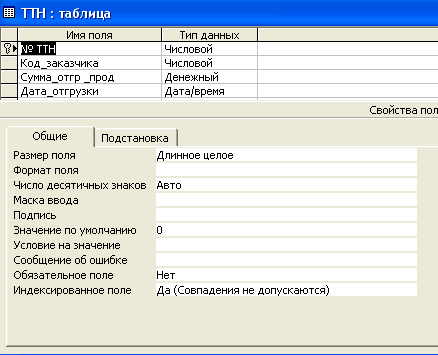 ТТН : таблица
Имя поля Тип данных
№ ТТН Числовой
Код_заказчика Числовой
Сумма_отгр _прод Денежный
Дата_отгрузки Дата/время
Свойства пол
Общие Подстановка
Размер поля Длинное целое
Формат поля
Число десятичных знаков Авто
Маска ввода
Подпись
Значение по умолчанию 0
Условие на значение
Сообщение об ошибке
Обязательное поле Нет
Индексированное поле Да (Совпадения не допускаются)